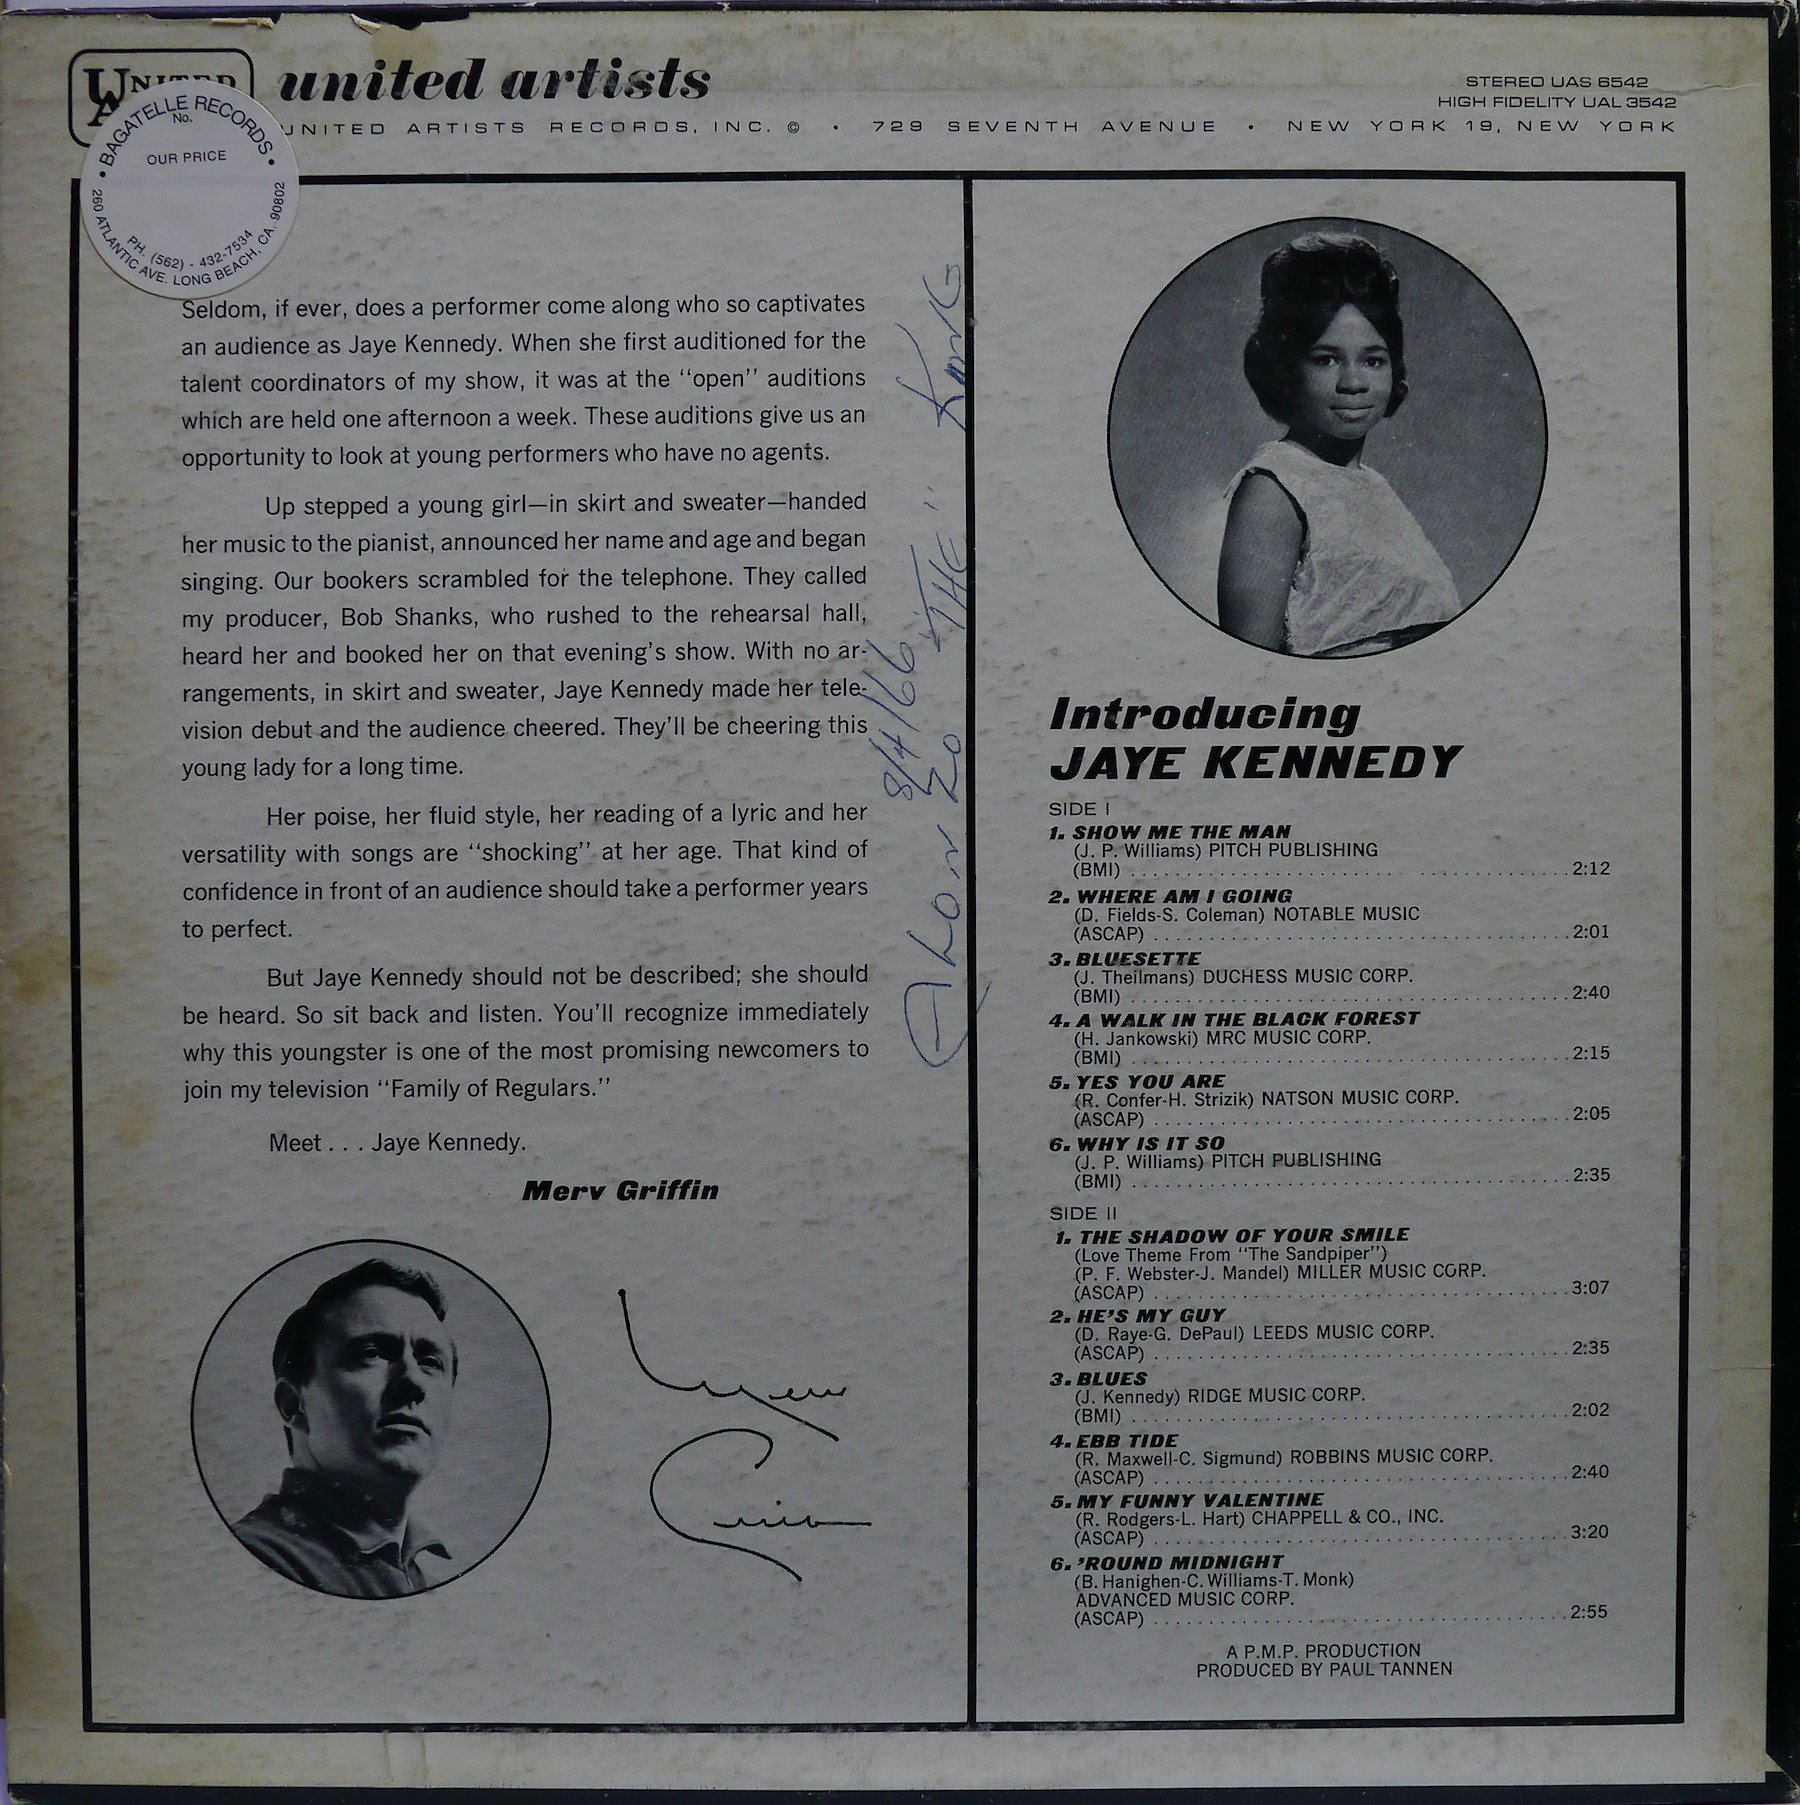 UNITED
united artists
STEREO UAS 6542
HIGH FIDELITY UAL 3542
UNITED ARTISTS RECORDS, INC. © • 729 SEVENTH AVENUE • NEW YORK 19, NEW YORK
• BAGATELLE RECORDS •
No.
OUR PRICE
PH. (562) - 432-7534
260 ATLANTIC AVE. LONG BEACH, CA. 90802
Seldom, if ever, does a performer come along who so captivates
an audience as Jaye Kennedy. When she first auditioned for the
talent coordinators of my show, it was at the "open" auditions
which are held one afternoon a week. These auditions give us an
opportunity to look at young performers who have no agents.
Up stepped a young girl—in skirt and sweater—handed
her music to the pianist, announced her name and age and began
singing. Our bookers scrambled for the telephone. They called
my producer, Bob Shanks, who rushed to the rehearsal hall,
heard her and booked her on that evening's show. With no ar-
rangements, in skirt and sweater, Jaye Kennedy made her tele-
vision debut and the audience cheered. They'll be cheering this
young lady for a long time.
Her poise, her fluid style, her reading of a lyric and her
versatility with songs are "shocking" at her age. That kind of
confidence in front of an audience should take a performer years
to perfect.
But Jaye Kennedy should not be described; she should
be heard. So sit back and listen. You'll recognize immediately
why this youngster is one of the most promising newcomers to
join my television "Family of Regulars."
Meet . . . Jaye Kennedy.
Merv Griffin
Merv
Griffin
8/4/66
"THE" KING
Introducing
JAYE KENNEDY
SIDE I
1. SHOW ME THE MAN
(J. P. Williams) PITCH PUBLISHING
(BMI) . . . . . . . . . . . . . . . . . . . . 2:12
2. WHERE AM I GOING
(D. Fields-S. Coleman) NOTABLE MUSIC
(ASCAP) . . . . . . . . . . . . . . . . . . . . 2:01
3. BLUESETTE
(J. Theilmans) DUCHESS MUSIC CORP.
(BMI) . . . . . . . . . . . . . . . . . . . . 2:40
4. A WALK IN THE BLACK FOREST
(H. Jankowski) MRC MUSIC CORP.
(BMI) . . . . . . . . . . . . . . . . . . . . 2:15
5. YES YOU ARE
(R. Confer-H. Strizik) NATSON MUSIC CORP.
(ASCAP) . . . . . . . . . . . . . . . . . . . . 2:05
6. WHY IS IT SO
(J. P. Williams) PITCH PUBLISHING
(BMI) . . . . . . . . . . . . . . . . . . . . 2:35
SIDE II
1. THE SHADOW OF YOUR SMILE
(Love Theme From "The Sandpiper")
(P. F. Webster-J. Mandel) MILLER MUSIC CORP.
(ASCAP) . . . . . . . . . . . . . . . . . . . . 3:07
2. HE'S MY GUY
(D. Raye-G. DePaul) LEEDS MUSIC CORP.
(ASCAP) . . . . . . . . . . . . . . . . . . . . 2:35
3. BLUES
(J. Kennedy) RIDGE MUSIC CORP.
(BMI) . . . . . . . . . . . . . . . . . . . . 2:02
4. EBB TIDE
(R. Maxwell-C. Sigmund) ROBBINS MUSIC CORP.
(ASCAP) . . . . . . . . . . . . . . . . . . . . 2:40
5. MY FUNNY VALENTINE
(R. Rodgers-L. Hart) CHAPPELL & CO., INC.
(ASCAP) . . . . . . . . . . . . . . . . . . . . 3:20
6. 'ROUND MIDNIGHT
(B. Hanighen-C. Williams-T. Monk)
ADVANCED MUSIC CORP.
(ASCAP) . . . . . . . . . . . . . . . . . . . . 2:55
A P.M.P. PRODUCTION
PRODUCED BY PAUL TANNEN